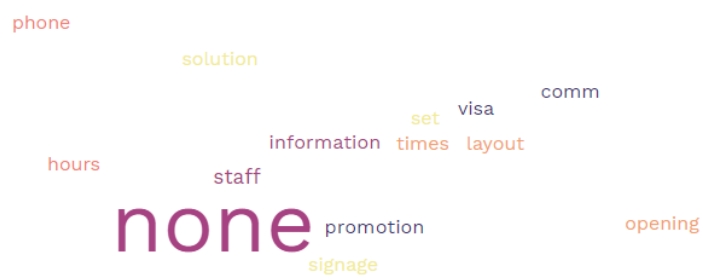 phone
solution
comm
visa
set
information times layout
hours
staff
none promotion opening
signage